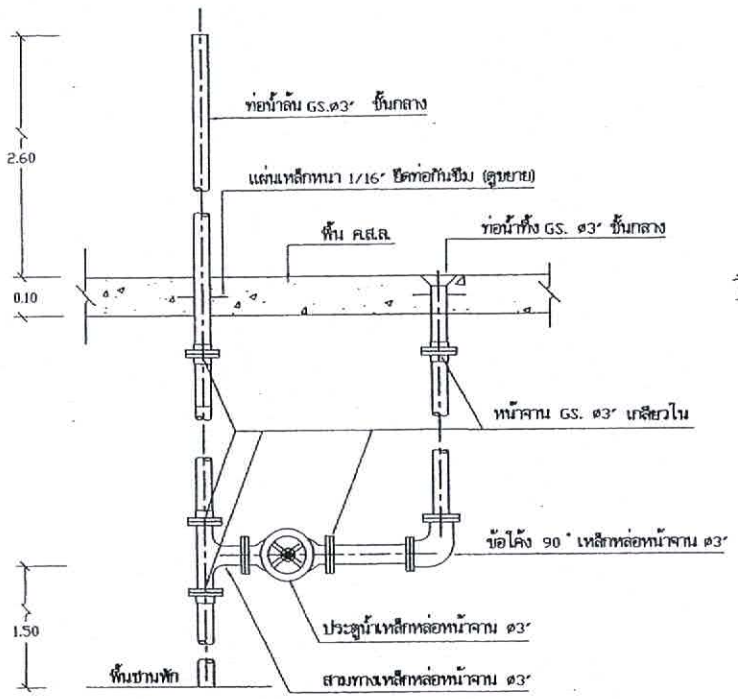 ท่อน้ำล้น GS.ø3" ชั้นกลาง
2.60
แผ่นเหล็กหนา 1/16" ยึดท่อกันซึม (ดูขยาย)
พื้น ค.ส.ล.
ท่อน้ำทิ้ง GS. ø3" ชั้นกลาง
0.10
หน้าจาน GS. ø3" เกลียวใน
ข้อโค้ง 90° เหล็กหล่อหน้าจาน ø3"
1.50
ประตูน้ำเหล็กหล่อหน้าจาน ø3"
พื้นชานพัก
สามทางเหล็กหล่อหน้าจาน ø3"